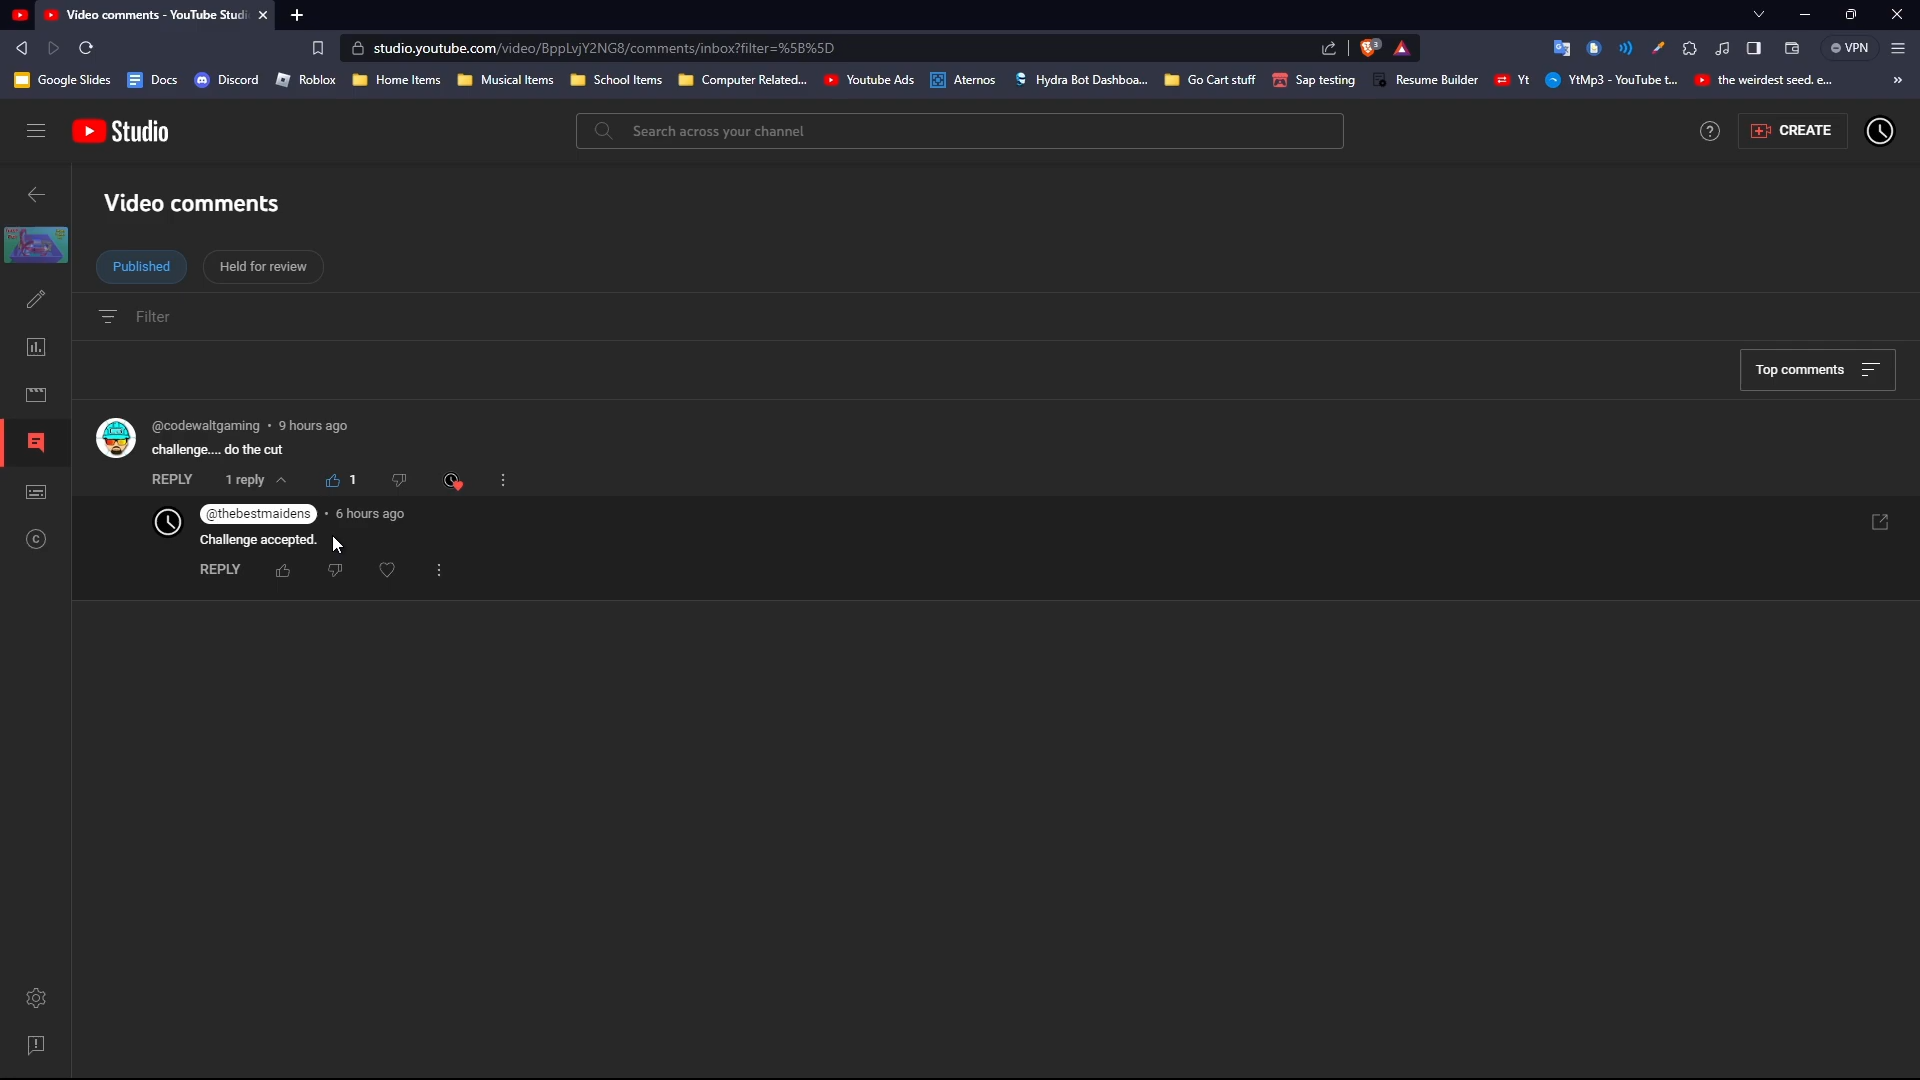 Video comments - YouTube Studi
studio.youtube.com/video/BppLvjY2NG8/comments/inbox?filter=%5B%5D
3
VPN
Google Slides Docs Discord Roblox Home Items Musical Items School Items Computer Related... Youtube Ads Aternos Hydra Bot Dashboa... Go Cart stuff Sap testing Resume Builder Yt YtMp3 - YouTube t... the weirdest seed. e... »
Studio
Search across your channel
CREATE
Video comments
Published Held for review
Filter
Top comments
@codewaltgaming • 9 hours ago
challenge.... do the cut
REPLY 1 reply 1
@thebestmaidens • 6 hours ago
Challenge accepted.
REPLY